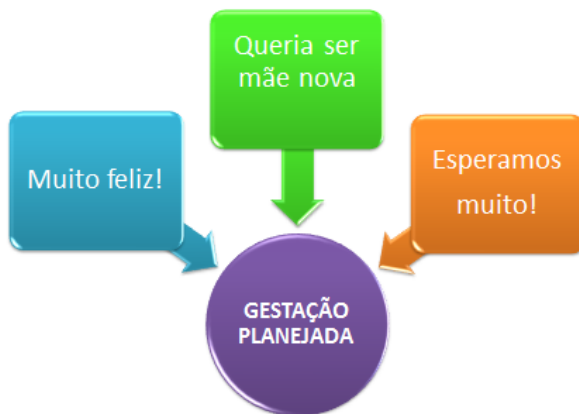 Queria ser
mãe nova
Muito feliz!
Esperamos
muito!
GESTAÇÃO
PLANEJADA